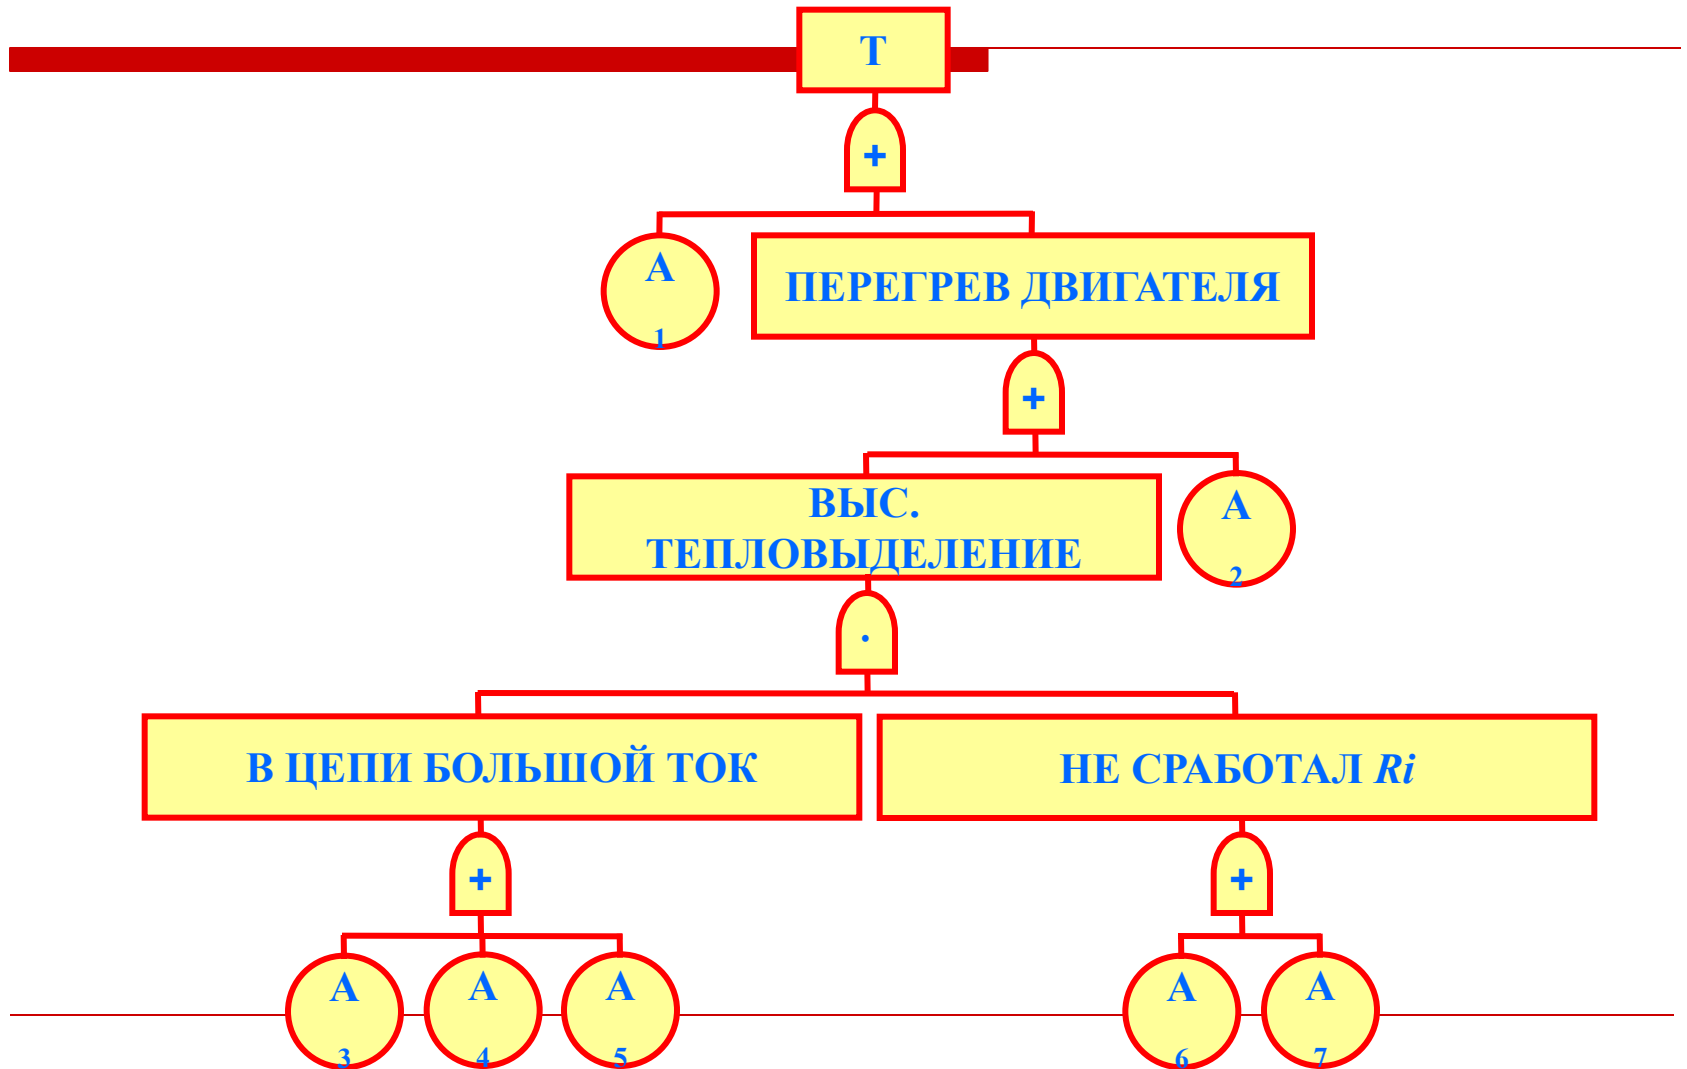 Т
+
А
1
ПЕРЕГРЕВ ДВИГАТЕЛЯ
+
ВЫС.
ТЕПЛОВЫДЕЛЕНИЕ
А
2
.
В ЦЕПИ БОЛЬШОЙ ТОК
НЕ СРАБОТАЛ Ri
+
+
А
3
А
4
А
5
А
6
А
7